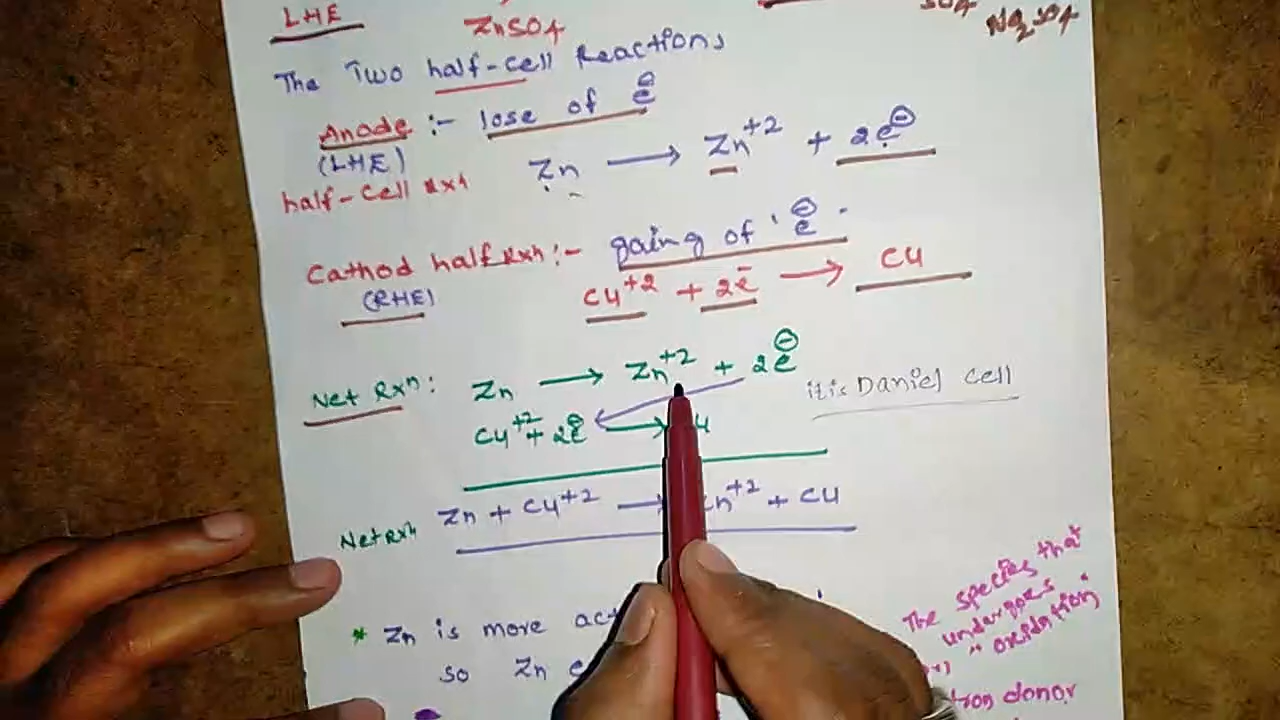 LHE
ZnSO4
SO4
Na2SO4
The Two half-cell Reactions
Anode :- lose of e⊖
(LHE)
half-cell Rxn
Zn → Zn+2 + 2e⊖
Cathod half Rxn :- gaing of e⊖.
(RHE)
Cu+2 + 2e- → Cu
Net Rxn: Zn → Zn+2 + 2e⊖
it is Daniel cell
Cu+2 + 2e⊖ →
Net Rxn Zn + Cu+2 → Zn+2 + Cu
* Zn is more
so Zn
The species that
undergoes
" oxidation"
donor